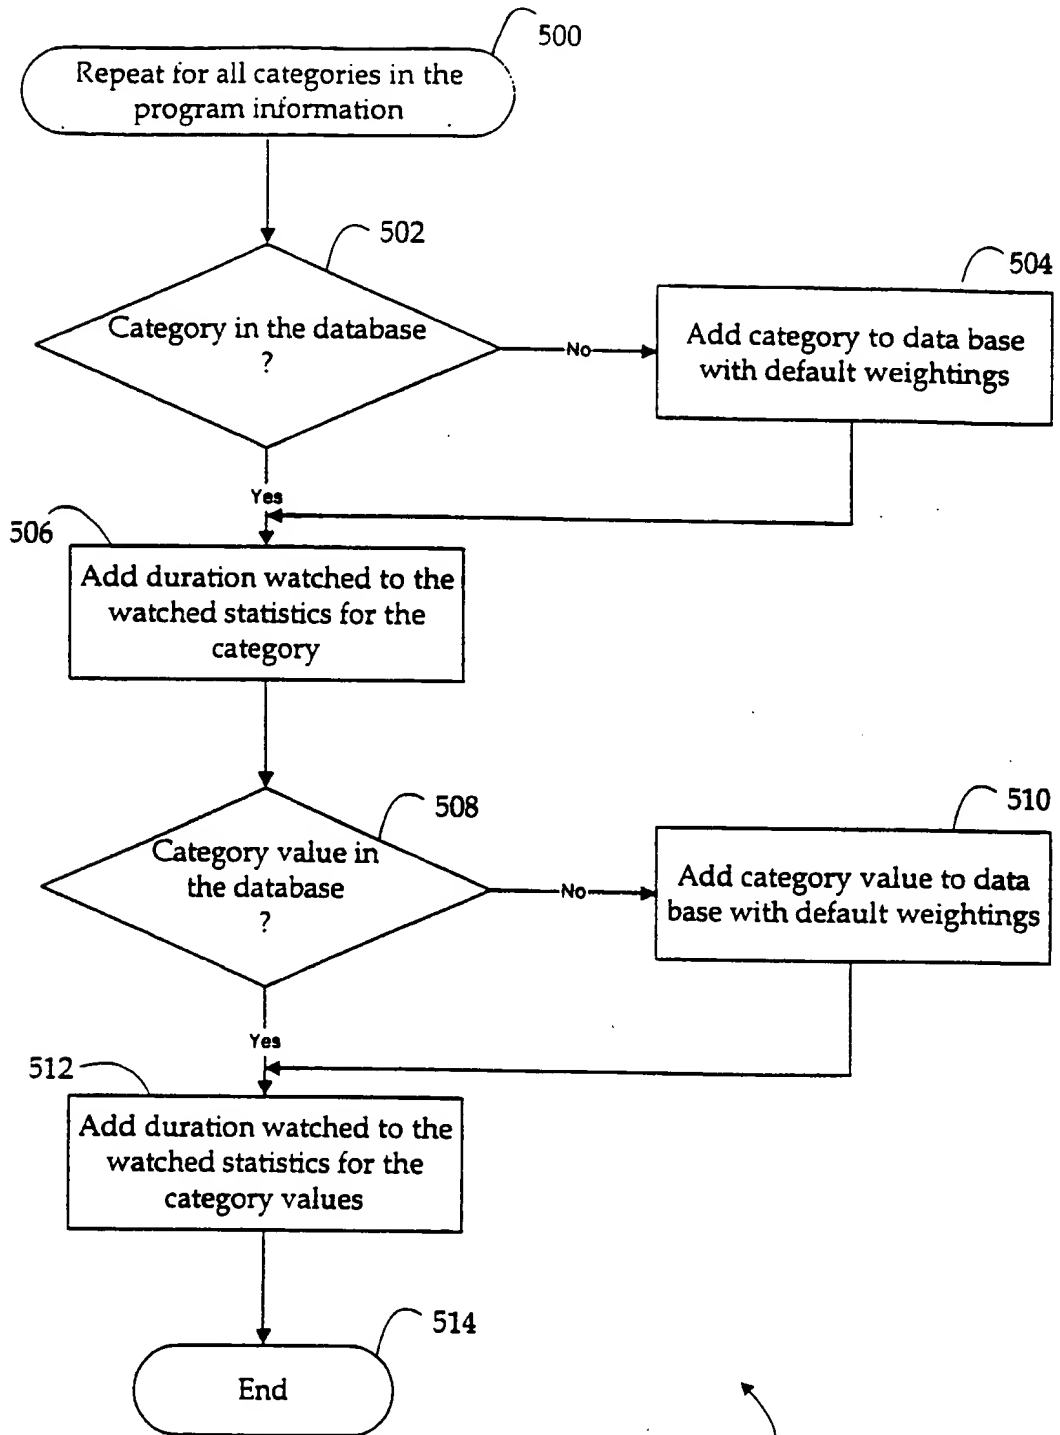 500
Repeat for all categories in the
program information
502
Category in the database
?
504
Add category to data base
with default weightings
No
Yes
506
Add duration watched to the
watched statistics for the
category
508
Category value in
the database
?
510
Add category value to data
base with default weightings
No
Yes
512
Add duration watched to the
watched statistics for the
category values
514
End